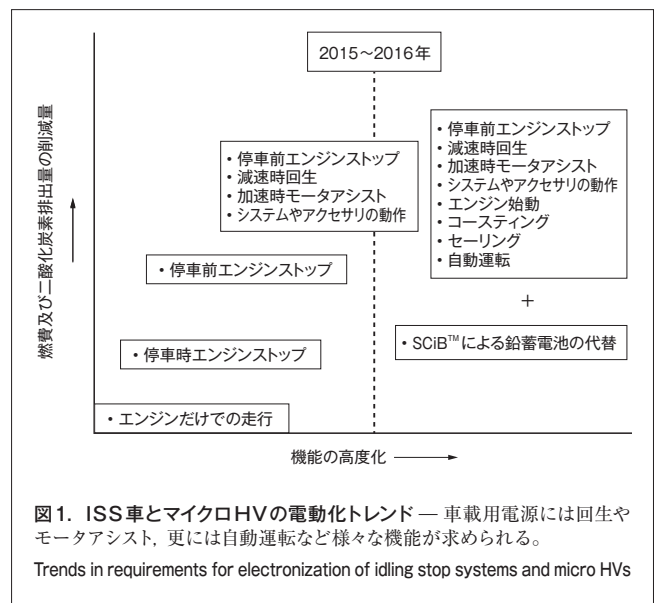 2015～2016年
燃費及び二酸化炭素排出量の削減量
・停車前エンジンストップ
・減速時回生
・加速時モータアシスト
・システムやアクセサリの動作
・停車前エンジンストップ
・減速時回生
・加速時モータアシスト
・システムやアクセサリの動作
・エンジン始動
・コースティング
・セーリング
・自動運転
+
・SCiB™による鉛蓄電池の代替
・停車前エンジンストップ
・停車時エンジンストップ
・エンジンだけでの走行
機能の高度化
図1．ISS車とマイクロHVの電動化トレンド — 車載用電源には回生や
モータアシスト，更には自動運転など様々な機能が求められる。
Trends in requirements for electronization of idling stop systems and micro HVs